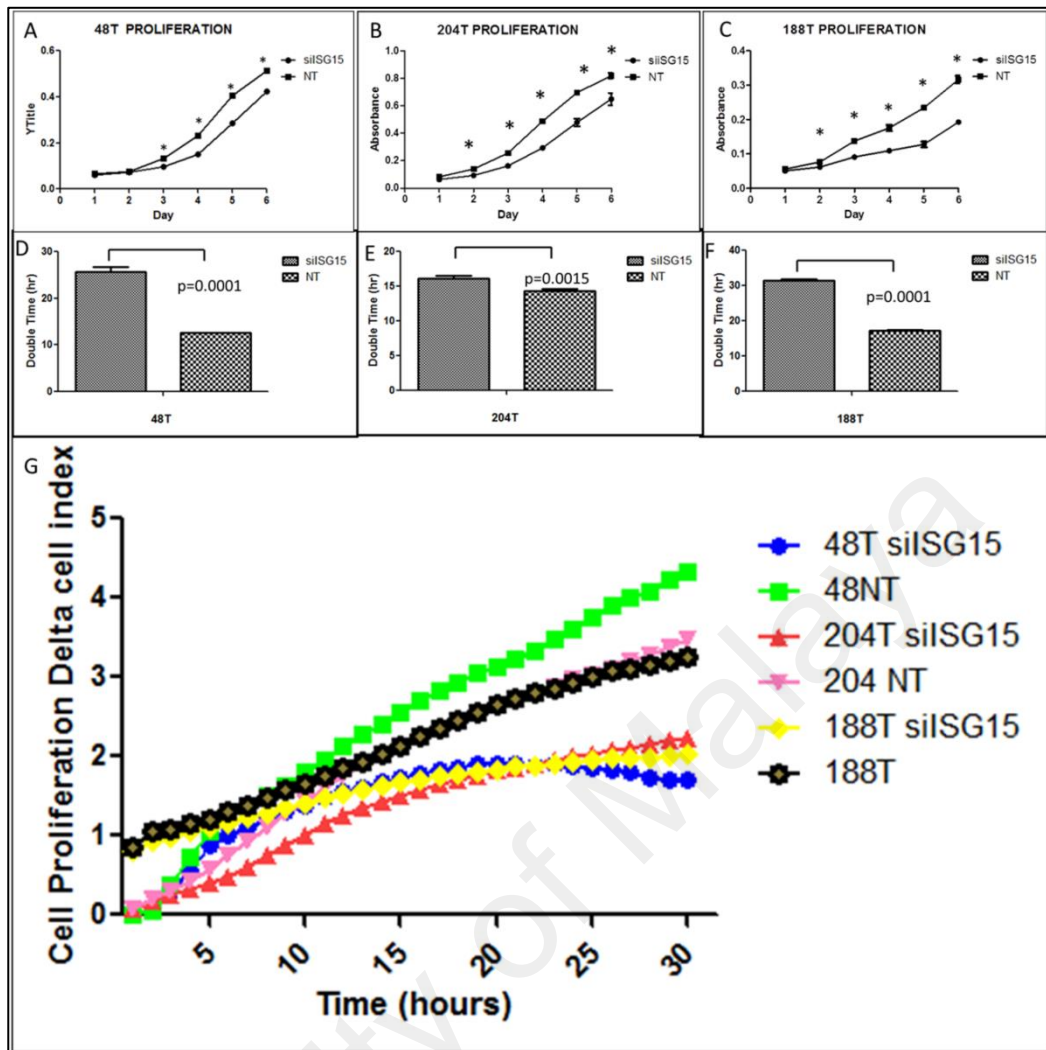 A
48T PROLIFERATION
0.6
0.4
0.2
0.0
YTitle
0 1 2 3 4 5 6
Day
* * * *
siISG15
NT
B
204T PROLIFERATION
1.0
0.8
0.6
0.4
0.2
0.0
Absorbance
0 1 2 3 4 5 6
Day
* * * * *
siISG15
NT
C
188T PROLIFERATION
0.4
0.3
0.2
0.1
0.0
Absorbance
0 1 2 3 4 5 6
Day
* * * * *
siISG15
NT
D
30
20
10
0
Double Time (hr)
p=0.0001
48T
siISG15
NT
E
20
15
10
5
0
Double Time (hr)
p=0.0015
204T
siISG15
NT
F
40
30
20
10
0
Double Time (hr)
p=0.0001
188T
siISG15
NT
G
Cell Proliferation Delta cell index
5
4
3
2
1
0
5 10 15 20 25 30
Time (hours)
48T siISG15
48NT
204T siISG15
204 NT
188T siISG15
188T
ity of Malaya